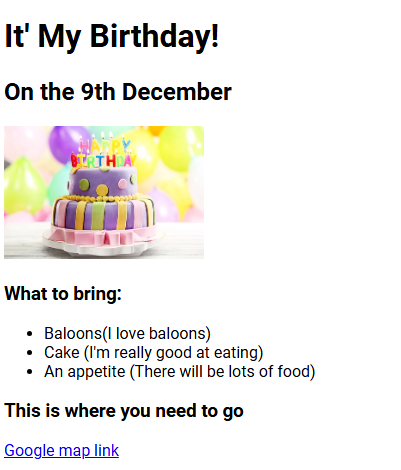 It' My Birthday!
On the 9th December
HAPPY
BIRTHDAY
What to bring:
Baloons(I love baloons)
Cake (I'm really good at eating)
An appetite (There will be lots of food)
This is where you need to go
Google map link